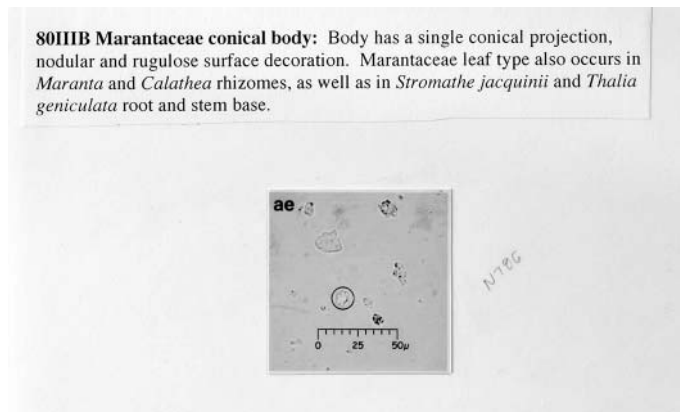 80IIIB Marantaceae conical body: Body has a single conical projection,
nodular and rugulose surface decoration. Marantaceae leaf type also occurs in
Maranta and Calathea rhizomes, as well as in Stromathe jacquinii and Thalia
geniculata root and stem base.
ae
N78G
0 25 50µ